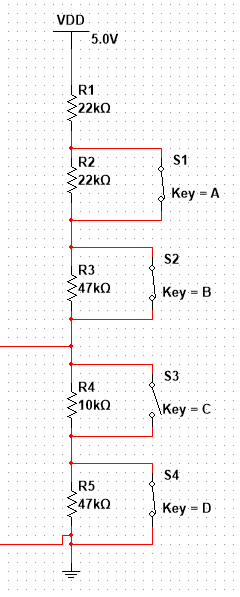 VDD
5.0V
R1
22kΩ
R2
22kΩ
S1
Key = A
R3
47kΩ
S2
Key = B
R4
10kΩ
S3
Key = C
R5
47kΩ
S4
Key = D